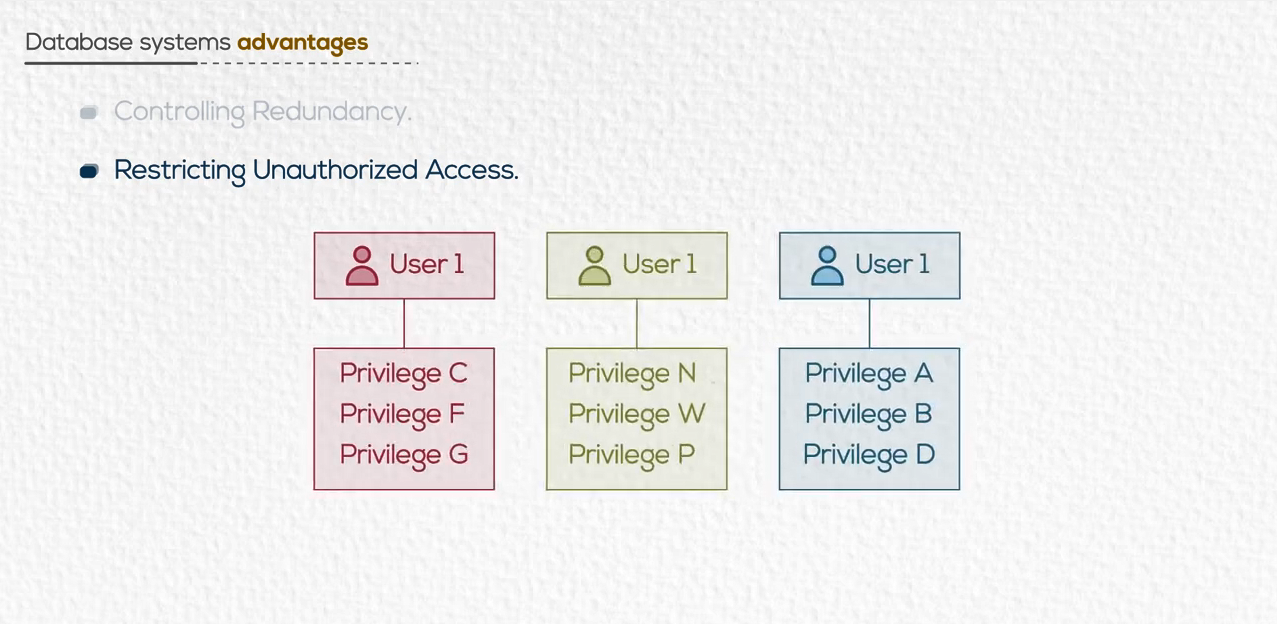 Database systems advantages
Controlling Redundancy.
Restricting Unauthorized Access.
User 1
User 1
User 1
Privilege C
Privilege F
Privilege G
Privilege N
Privilege W
Privilege P
Privilege A
Privilege B
Privilege D